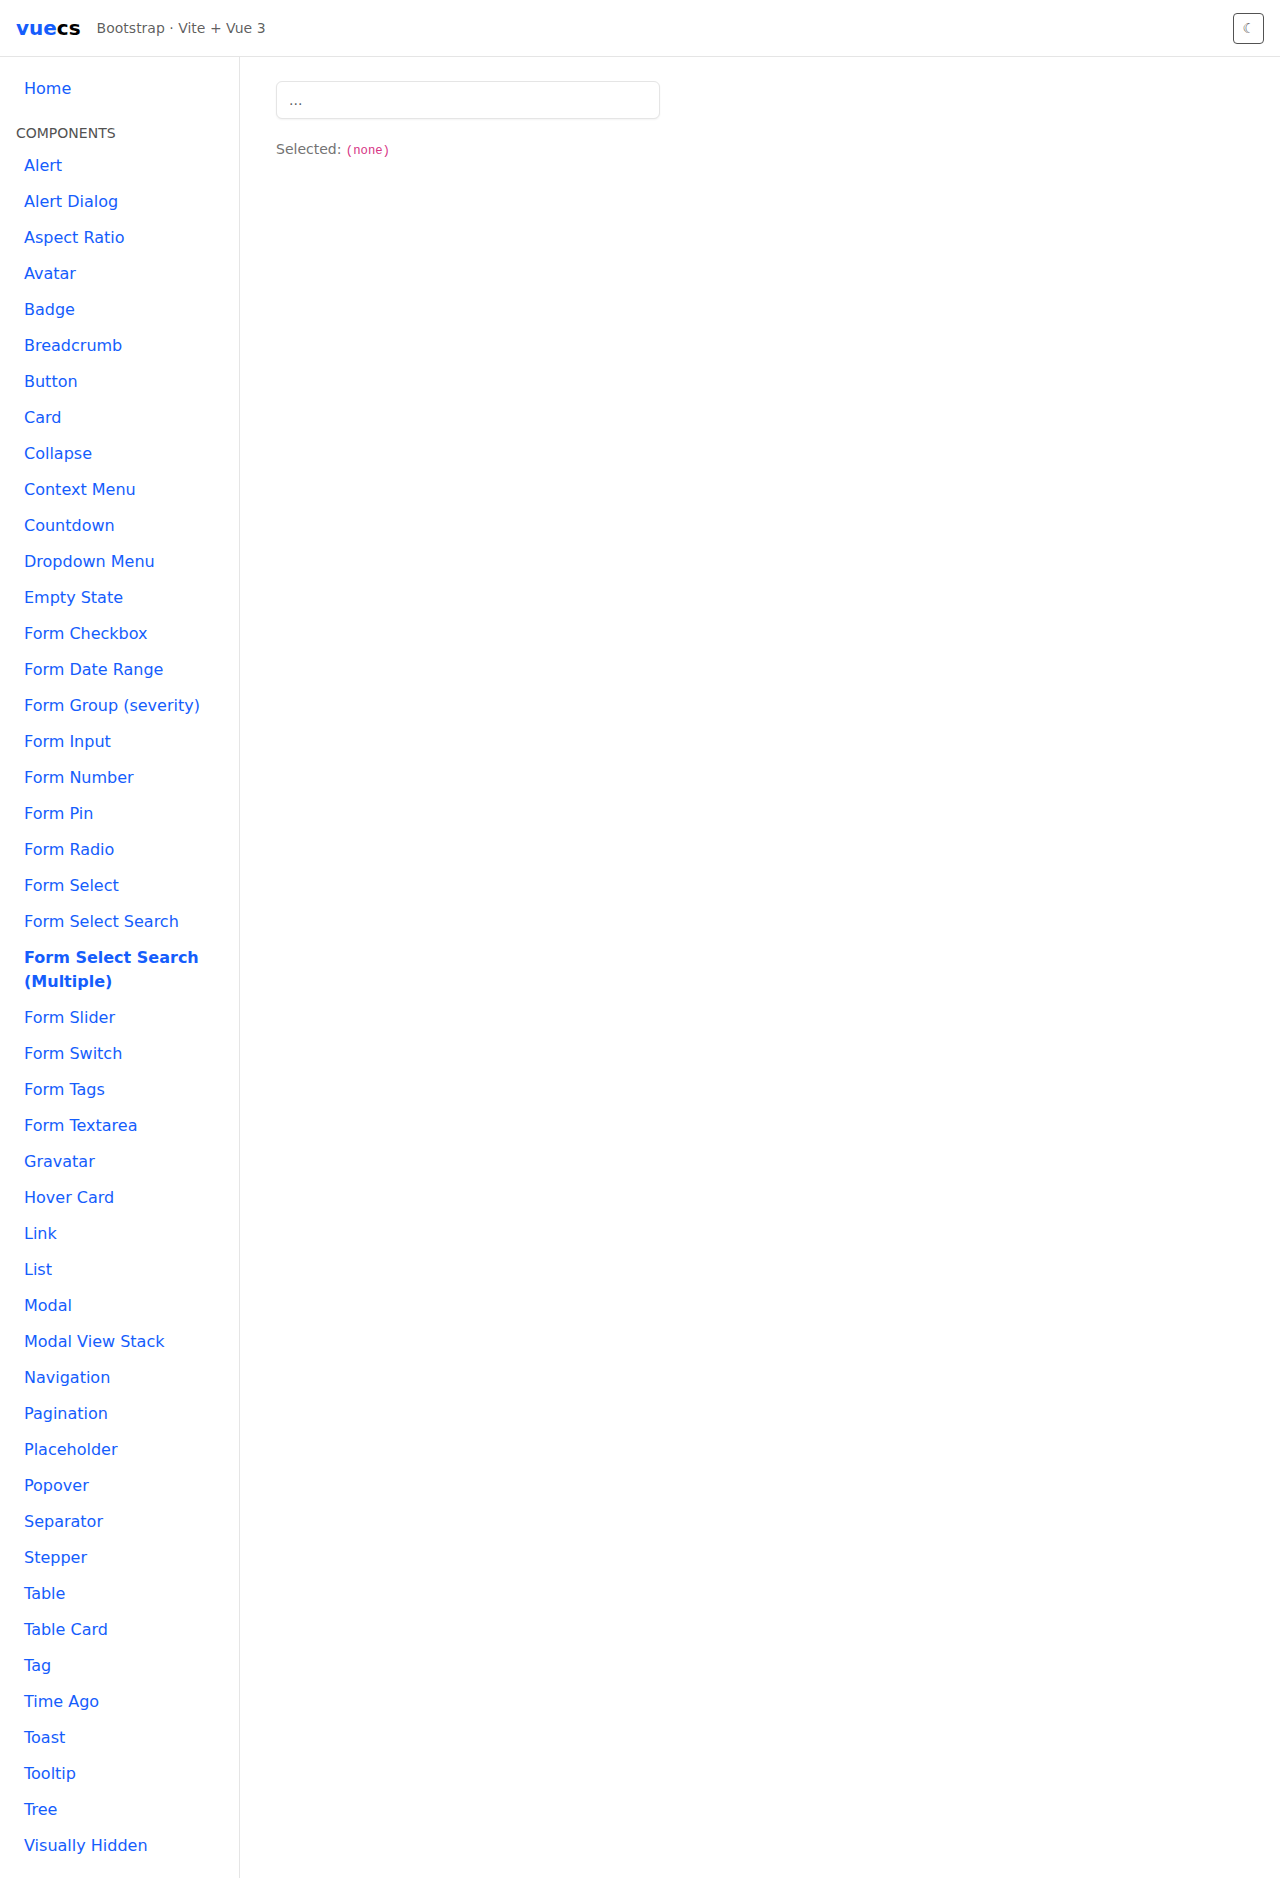 vuecs Bootstrap · Vite + Vue 3
Home
COMPONENTS
Alert
Alert Dialog
Aspect Ratio
Avatar
Badge
Breadcrumb
Button
Card
Collapse
Context Menu
Countdown
Dropdown Menu
Empty State
Form Checkbox
Form Date Range
Form Group (severity)
Form Input
Form Number
Form Pin
Form Radio
Form Select
Form Select Search
Form Select Search
(Multiple)
Form Slider
Form Switch
Form Tags
Form Textarea
Gravatar
Hover Card
Link
List
Modal
Modal View Stack
Navigation
Pagination
Placeholder
Popover
Separator
Stepper
Table
Table Card
Tag
Time Ago
Toast
Tooltip
Tree
Visually Hidden
...
Selected: (none)